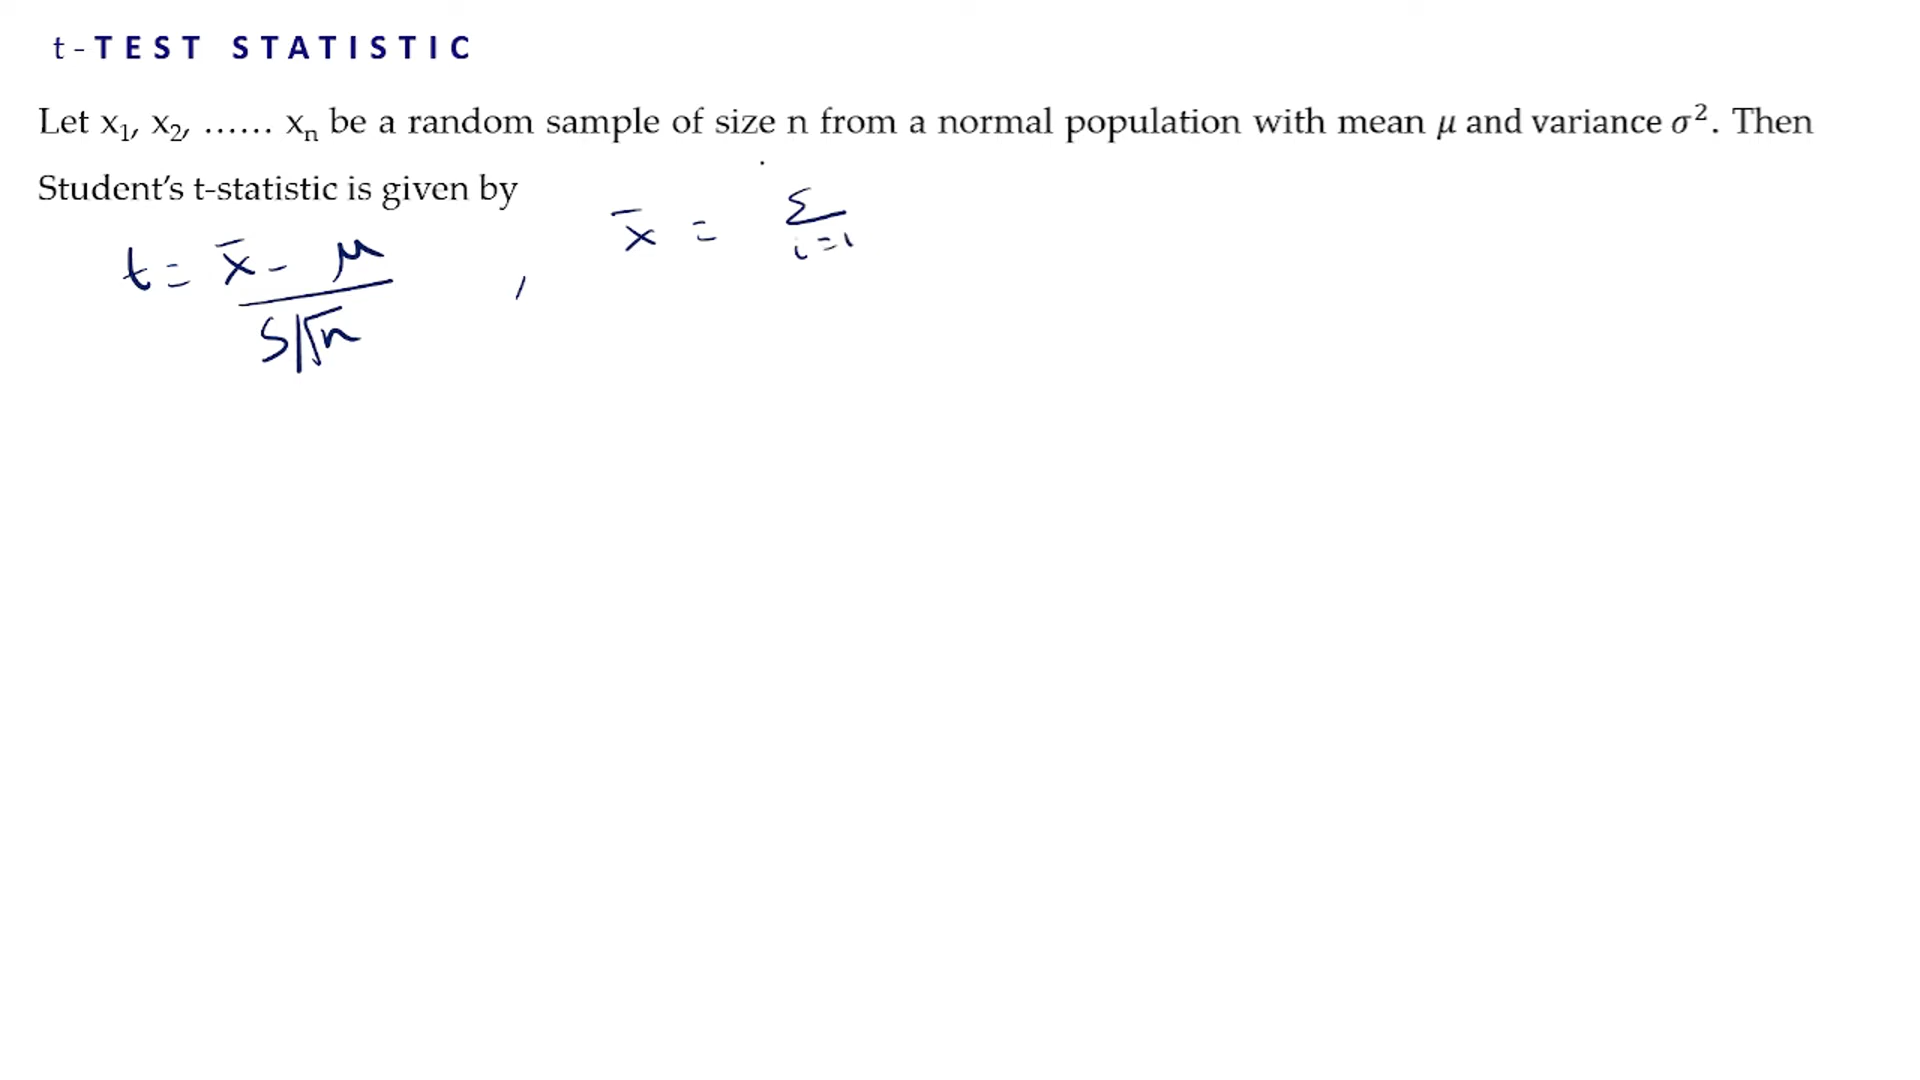 t-TEST STATISTIC
Let x₁, x₂, …… xₙ be a random sample of size n from a normal population with mean μ and variance σ². Then
Student’s t-statistic is given by
t = x̄ - μ / S/√n , x̄ = Σ i=1